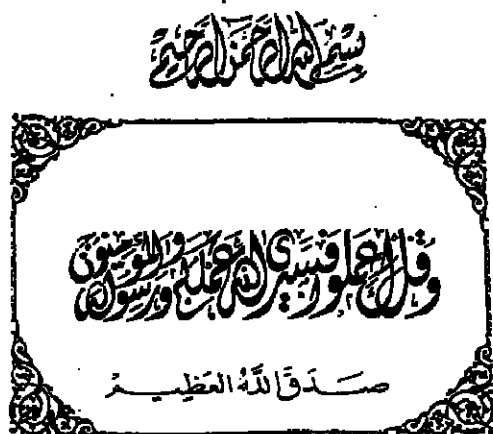 بسم الله الرحمن الرحيم
وقل اعملوا فسيرى الله عملكم ورسوله والمؤمنون
صدق الله العظيم